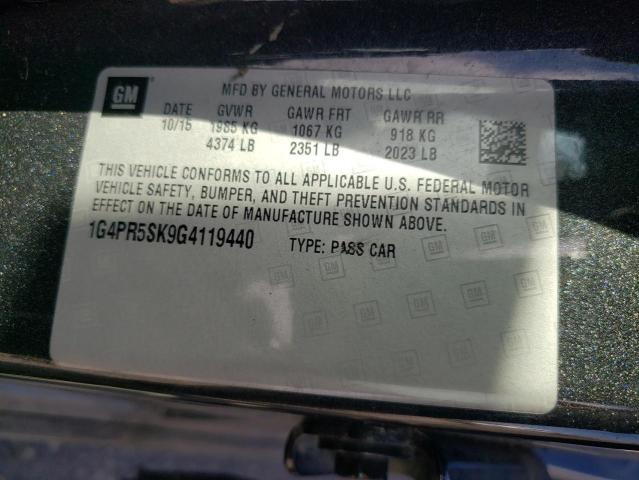 GM
MFD BY GENERAL MOTORS LLC
DATE GVWR GAWR FRT GAWR RR
10/15 1985 KG 1067 KG 918 KG
4374 LB 2351 LB 2023 LB
THIS VEHICLE CONFORMS TO ALL APPLICABLE U.S. FEDERAL MOTOR
VEHICLE SAFETY, BUMPER, AND THEFT PREVENTION STANDARDS IN
EFFECT ON THE DATE OF MANUFACTURE SHOWN ABOVE.
1G4PR5SK9G4119440 TYPE: PASS CAR